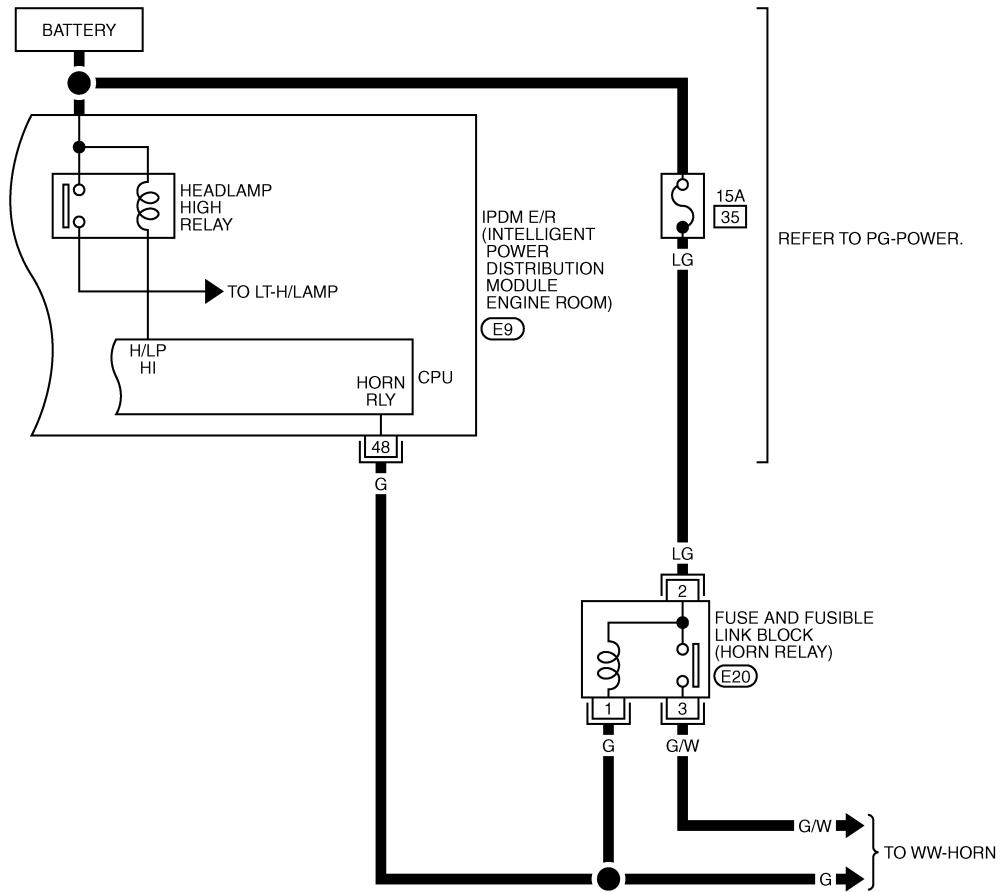 BATTERY
HEADLAMP
HIGH
RELAY
TO LT-H/LAMP
IPDM E/R
(INTELLIGENT
POWER
DISTRIBUTION
MODULE
ENGINE ROOM)
E9
H/LP
HI
HORN
RLY
CPU
48
G
15A
35
LG
REFER TO PG-POWER.
LG
2
FUSE AND FUSIBLE
LINK BLOCK
(HORN RELAY)
E20
1
3
G
G/W
G/W
G
TO WW-HORN